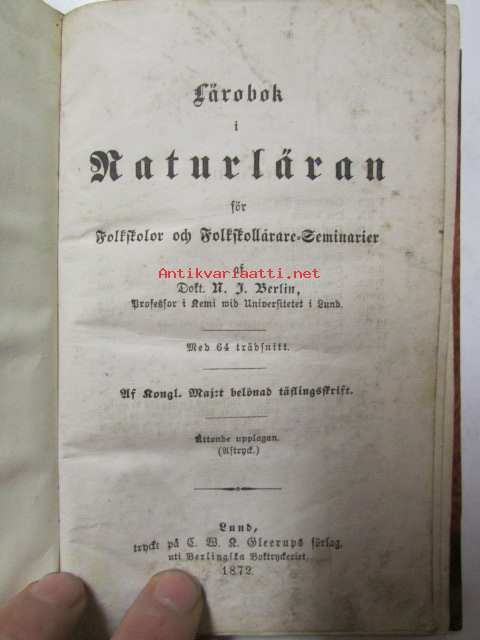 Lärobok
i
Naturläran
för
Folkskolor och Folkskollärare-Seminarier
af
Antikvariaatti.net
Dokt. N. J. Berlin,
Professor i Kemi wid Universitetet i Lund.
Med 64 trädsnitt.
Af Kongl. Maj:t belönad täflingsskrift.
Åttonde upplagan.
(Aftryck.)
Lund,
tryckt på C. W. K. Gleerups förlag,
uti Berlingska Boktryckeriet,
1872.